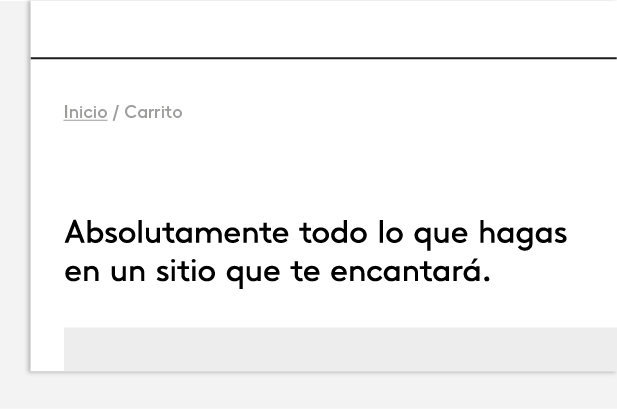 Inicio / Carrito
Absolutamente todo lo que hagas
en un sitio que te encantará.